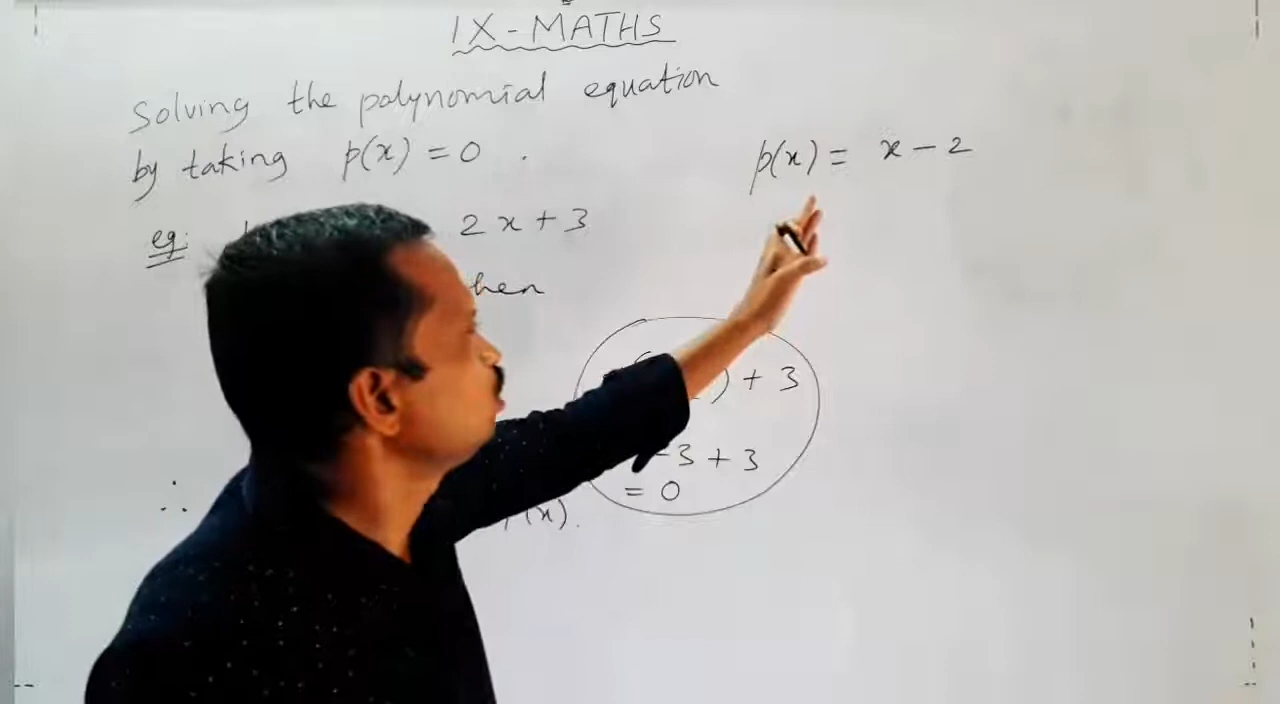 IX-MATHS
Solving the polynomial equation
by taking p(x) = 0 .
p(x) = x - 2
eg: 2x + 3
hen
) + 3
-3 + 3
= 0
(x).